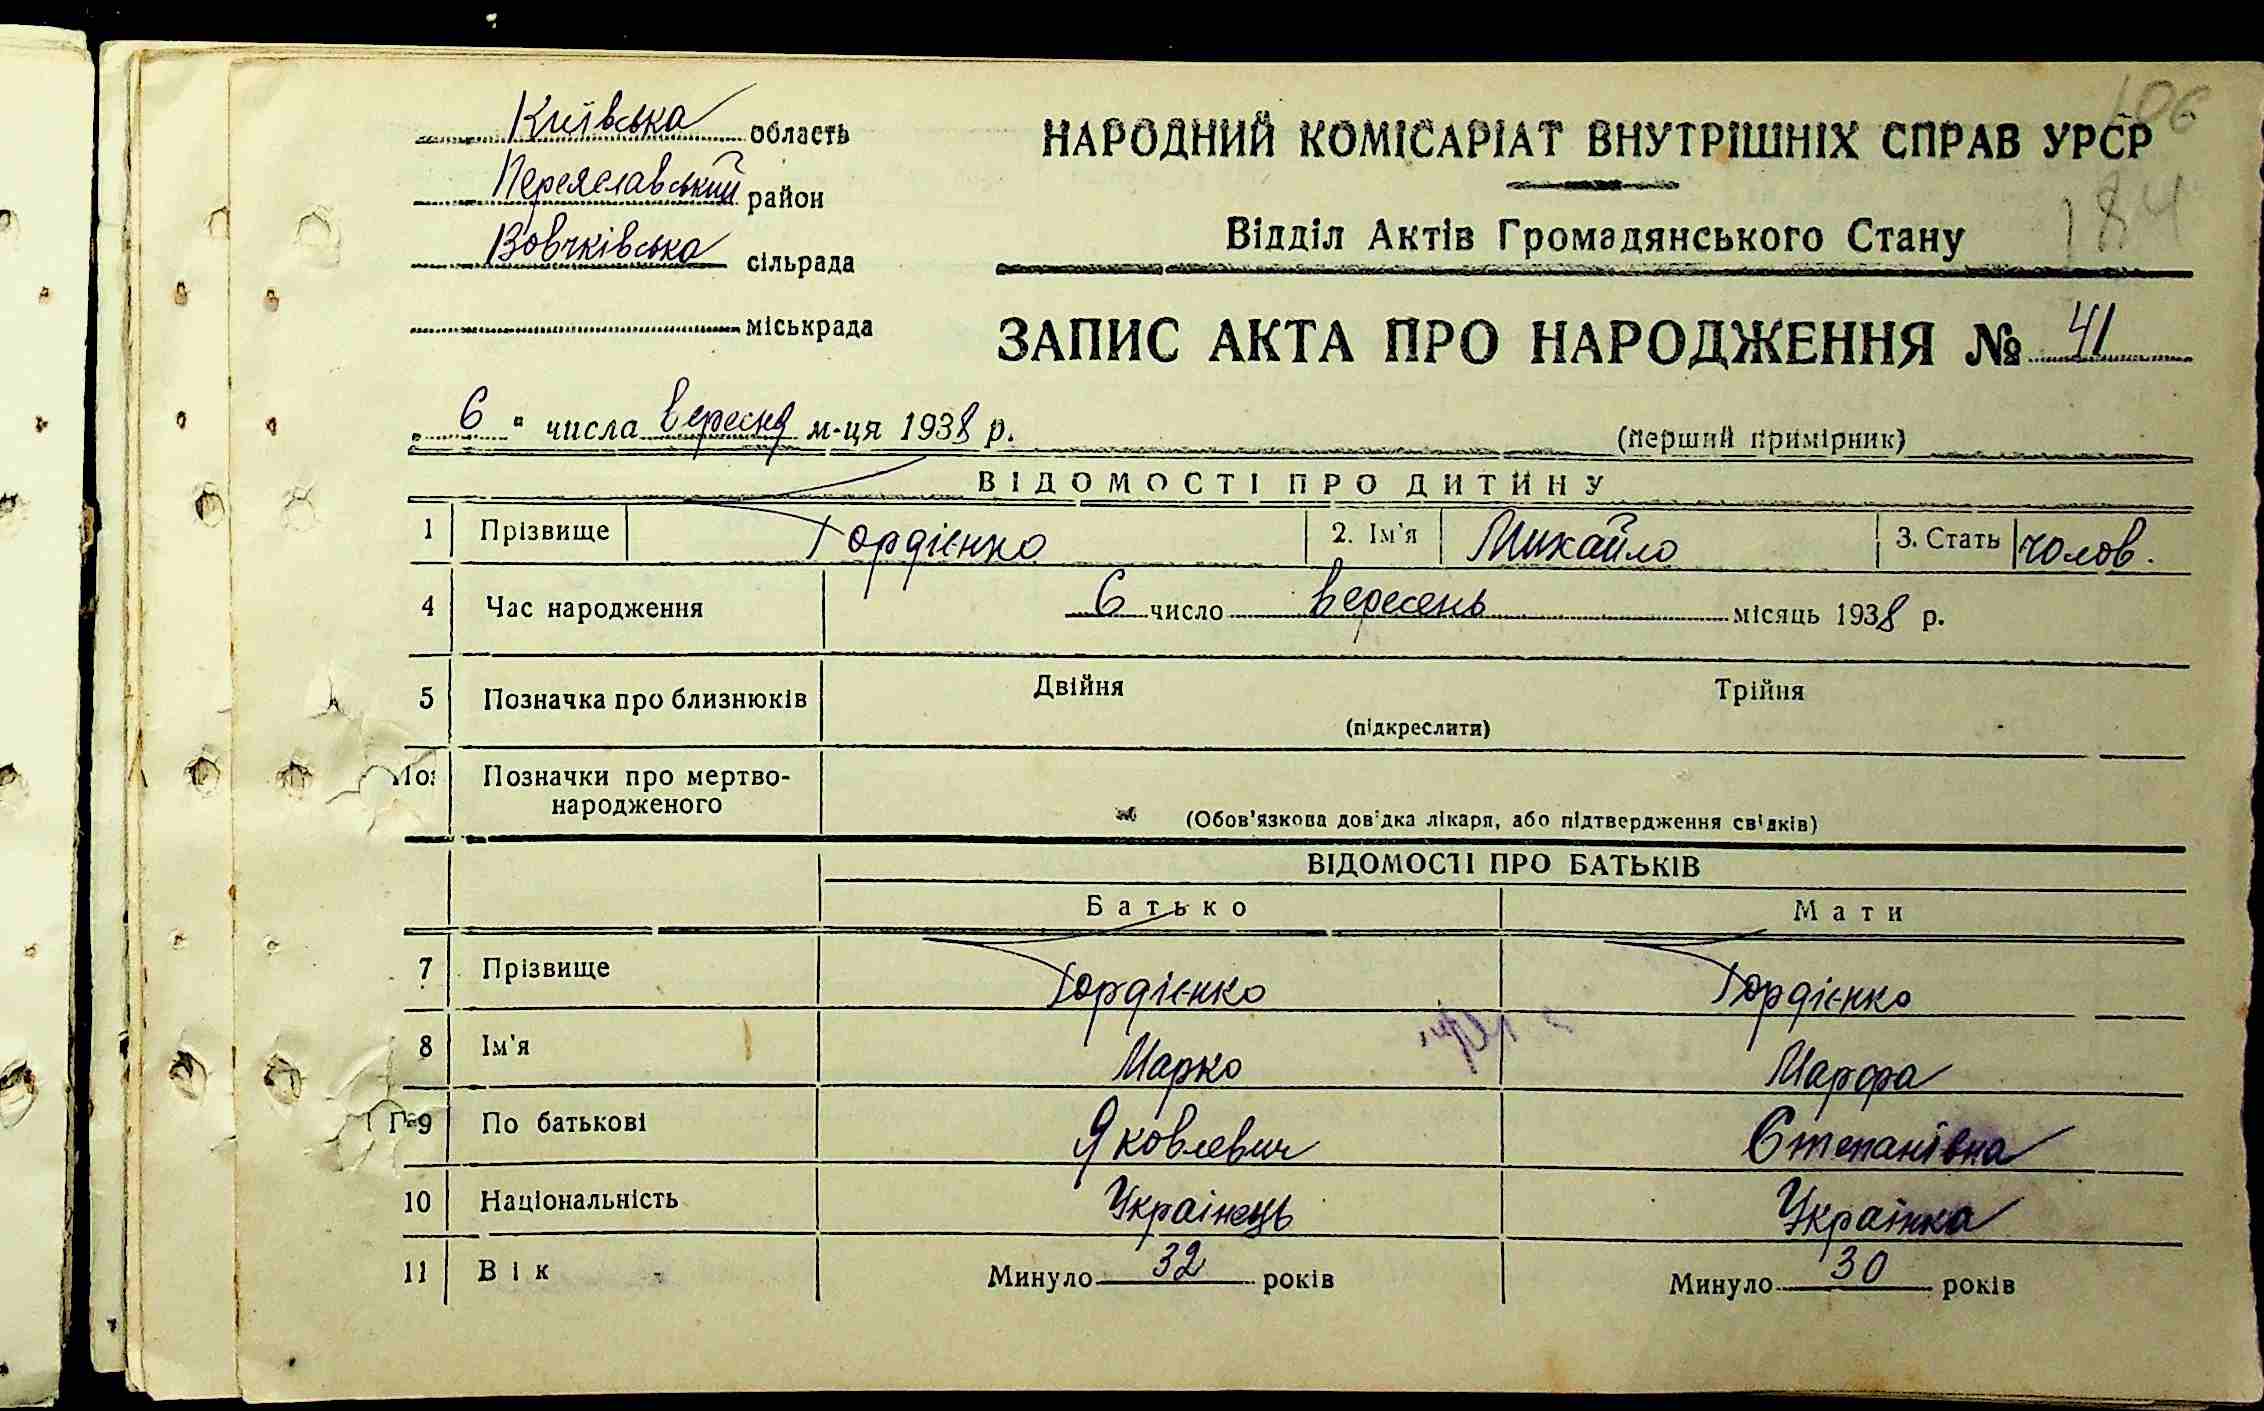 106
Київська область
НАРОДНИЙ КОМІСАРІАТ ВНУТРІШНІХ СПРАВ УРСР
Переяславський район
184
Відділ Актів Громадянського Стану
Вовчківська сільрада
міськрада
ЗАПИС АКТА ПРО НАРОДЖЕННЯ № 41
„ 6 " числа вересня м-ця 1938 р.
(перший примірник)
ВІДОМОСТІ ПРО ДИТИНУ
1 Прізвище Гордієнко 2. Ім'я Михайло 3. Стать чолов.
4 Час народження 6 число вересень місяць 1938 р.
5 Позначка про близнюків Двійня Трійня
(підкреслити)
Позначки про мертво-
народженого
(Обов'язкова дов'дка лікаря, або підтвердження свідків)
ВІДОМОСТІ ПРО БАТЬКІВ
Батько Мати
7 Прізвище Гордієнко Гордієнко
8 Ім'я Марко Марфа
9 По батькові Яковлевич Степанівна
10 Національність Українець Українка
11 Вік Минуло 32 років Минуло 30 років